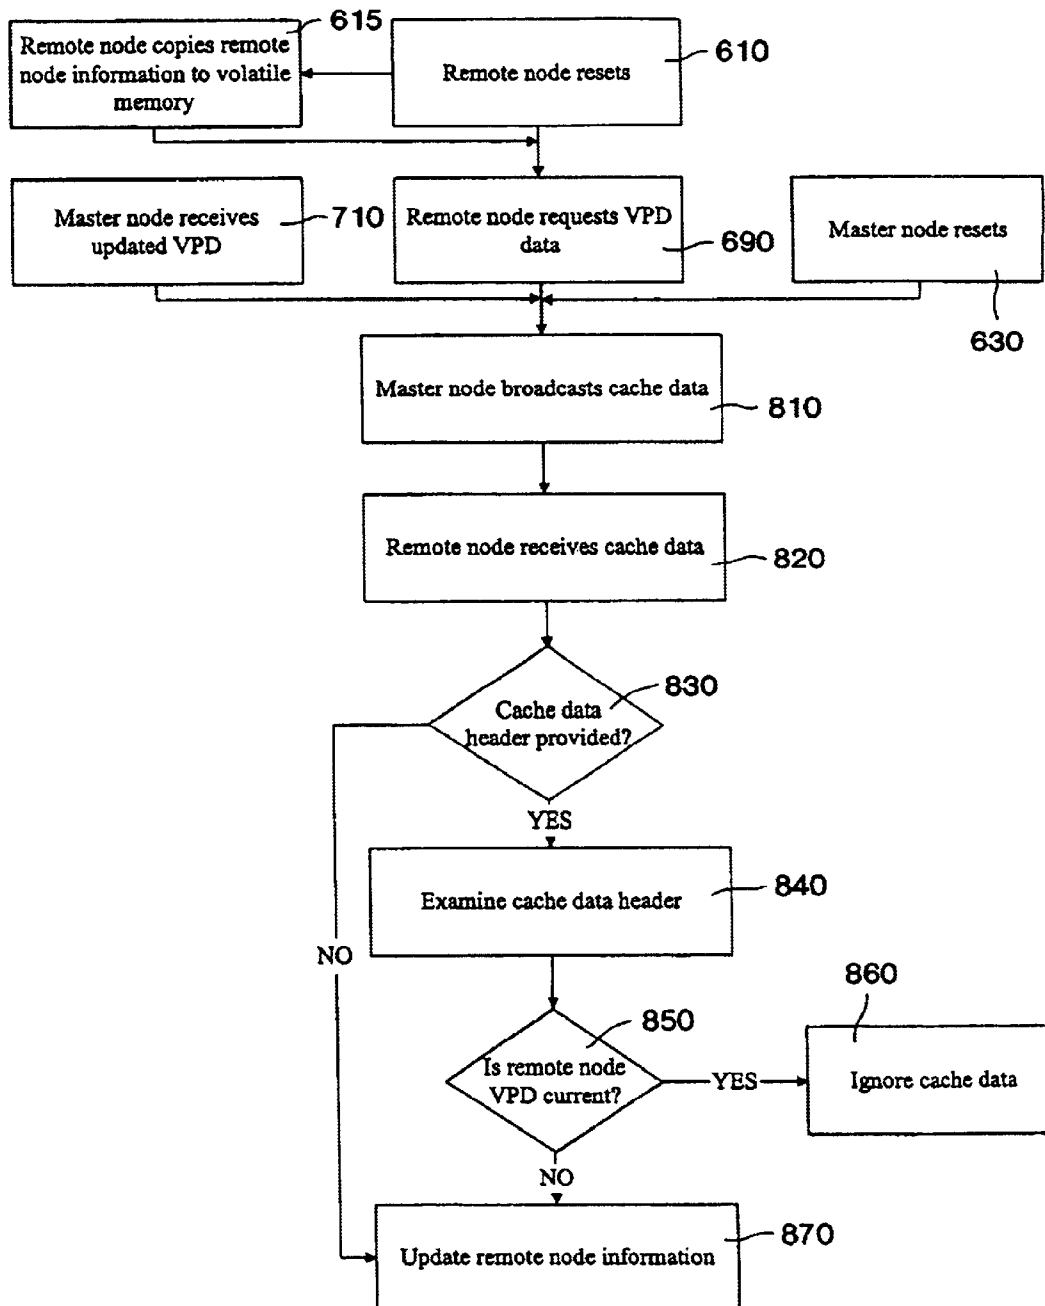 615
Remote node copies remote
node information to volatile
memory
610
Remote node resets
Master node receives
updated VPD
710
Remote node requests VPD
data
690
Master node resets
630
Master node broadcasts cache data
810
Remote node receives cache data
820
830
Cache data
header provided?
YES
Examine cache data header
840
NO
850
Is remote node
VPD current?
YES
860
Ignore cache data
NO
Update remote node information
870